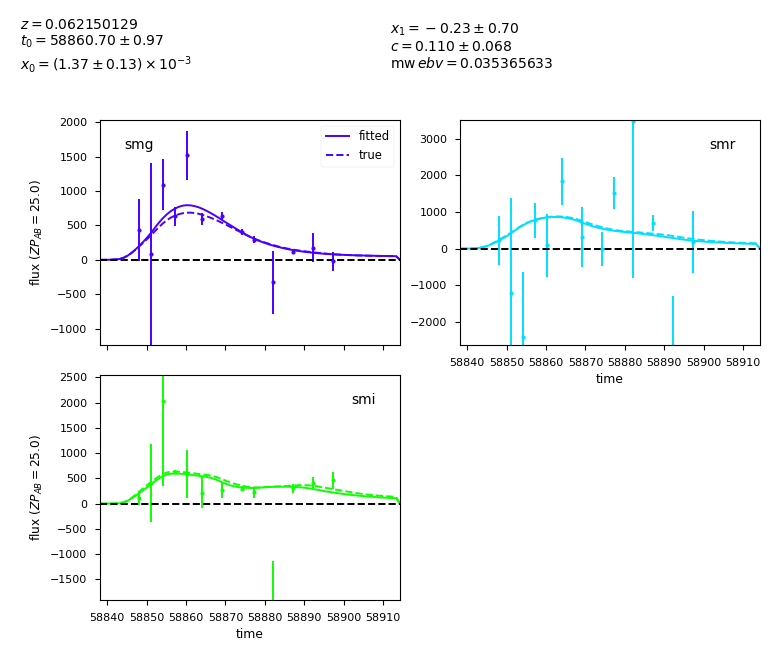 z = 0.062150129
t0 = 58860.70 ± 0.97
x0 = (1.37 ± 0.13) × 10^−3
x1 = −0.23 ± 0.70
c = 0.110 ± 0.068
mw ebv = 0.035365633
smg
fitted
true
2000
1500
1000
500
0
−500
−1000
flux (ZP_AB = 25.0)
smr
3000
2000
1000
0
−1000
−2000
58840 58850 58860 58870 58880 58890 58900 58910
time
smi
2500
2000
1500
1000
500
0
−500
−1000
−1500
flux (ZP_AB = 25.0)
58840 58850 58860 58870 58880 58890 58900 58910
time